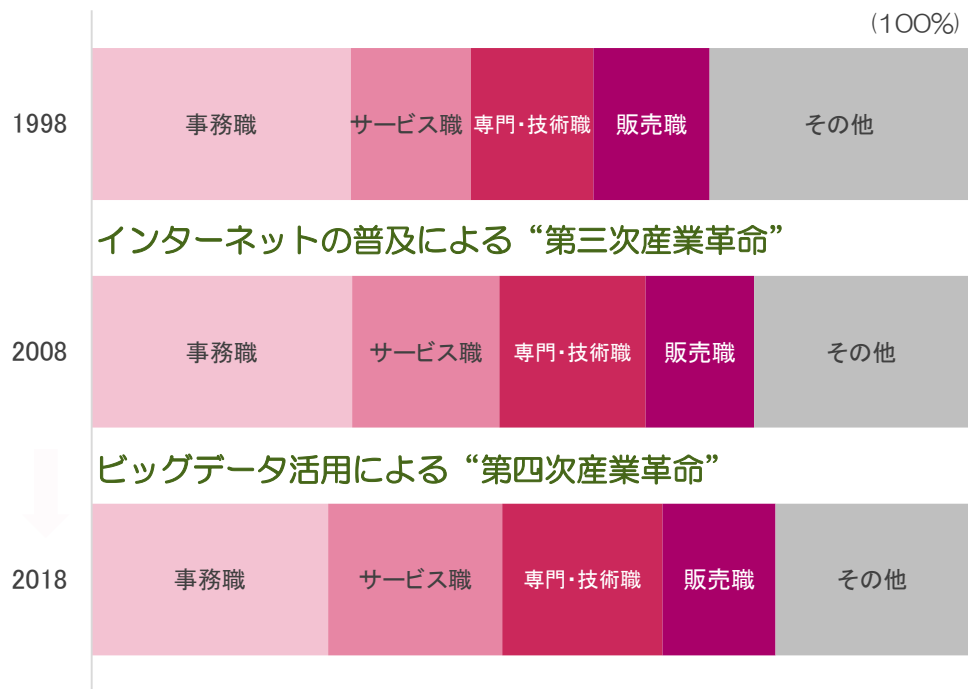 (100%)
1998
事務職 サービス職 専門・技術職 販売職 その他
インターネットの普及による“第三次産業革命”
2008
事務職 サービス職 専門・技術職 販売職 その他
ビッグデータ活用による“第四次産業革命”
2018
事務職 サービス職 専門・技術職 販売職 その他